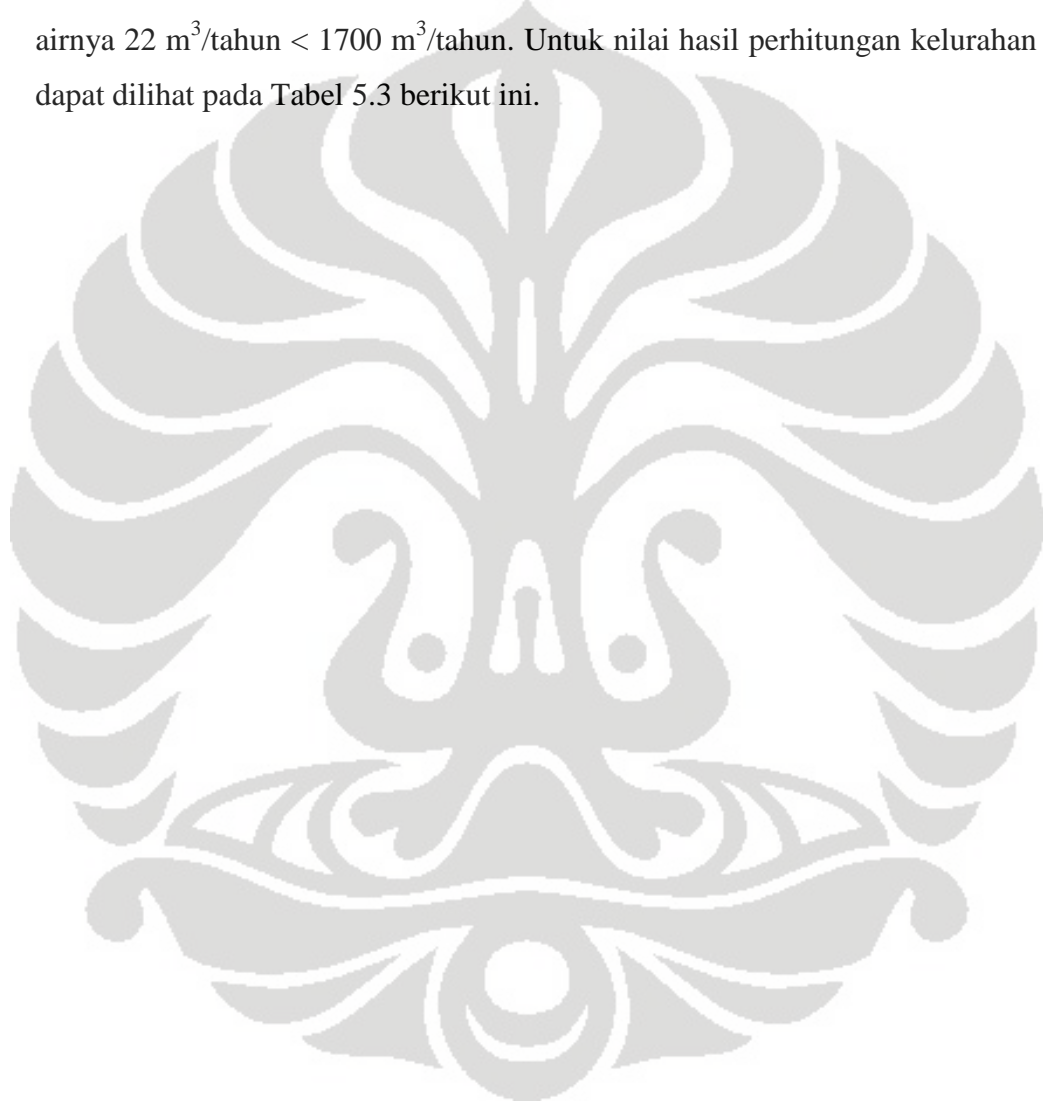 airnya 22 m³/tahun < 1700 m³/tahun. Untuk nilai hasil perhitungan kelurahan
dapat dilihat pada Tabel 5.3 berikut ini.